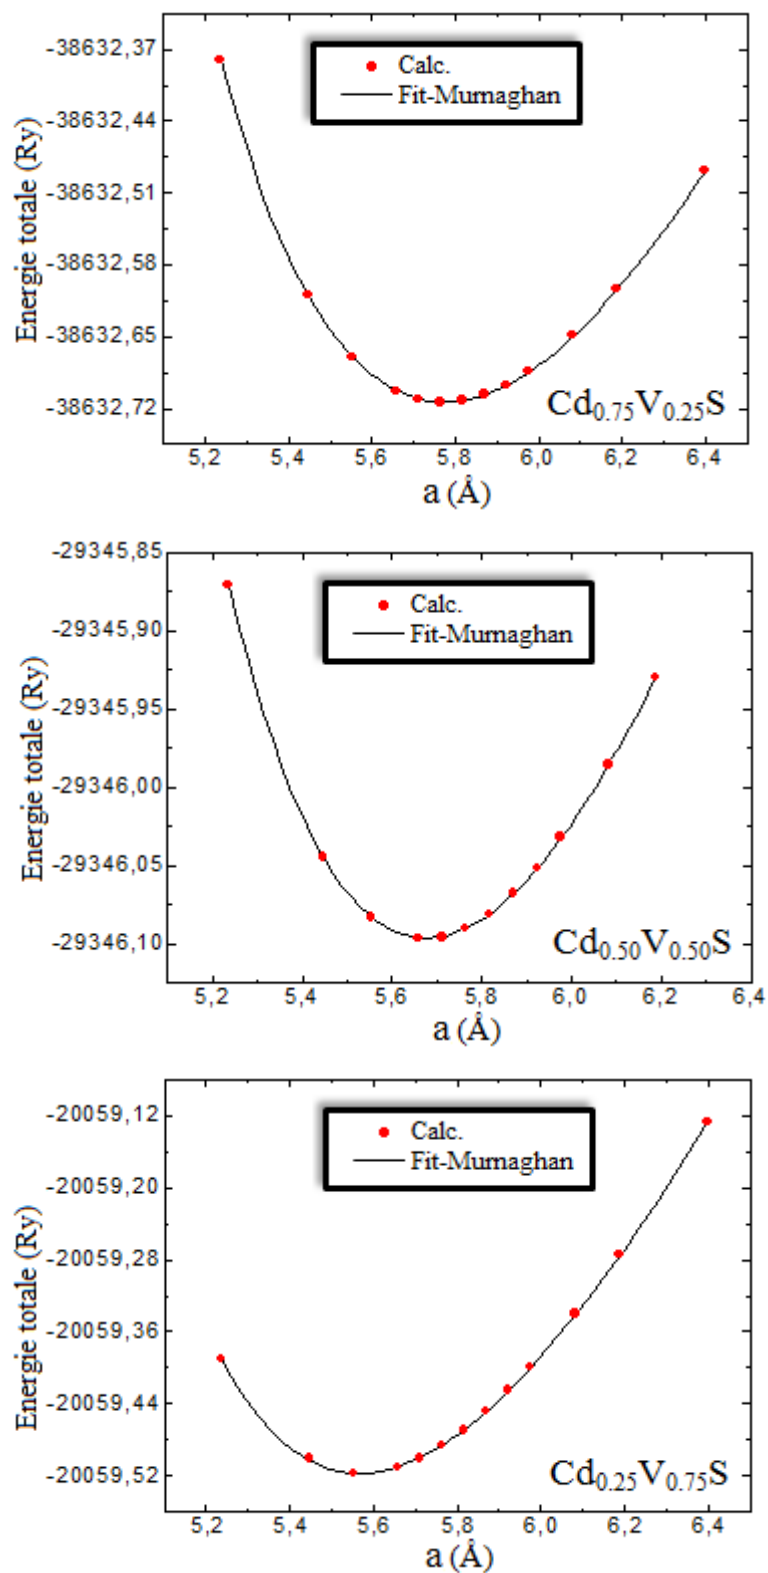 -38632,37
-38632,44
-38632,51
-38632,58
-38632,65
-38632,72
Energie totale (Ry)
Calc.
Fit-Murnaghan
Cd0.75V0.25S
5,2 5,4 5,6 5,8 6,0 6,2 6,4
a (Å)
-29345,85
-29345,90
-29345,95
-29346,00
-29346,05
-29346,10
Energie totale (Ry)
Calc.
Fit-Murnaghan
Cd0.50V0.50S
5,2 5,4 5,6 5,8 6,0 6,2 6,4
a (Å)
-20059,12
-20059,20
-20059,28
-20059,36
-20059,44
-20059,52
Energie totale (Ry)
Calc.
Fit-Murnaghan
Cd0.25V0.75S
5,2 5,4 5,6 5,8 6,0 6,2 6,4
a (Å)